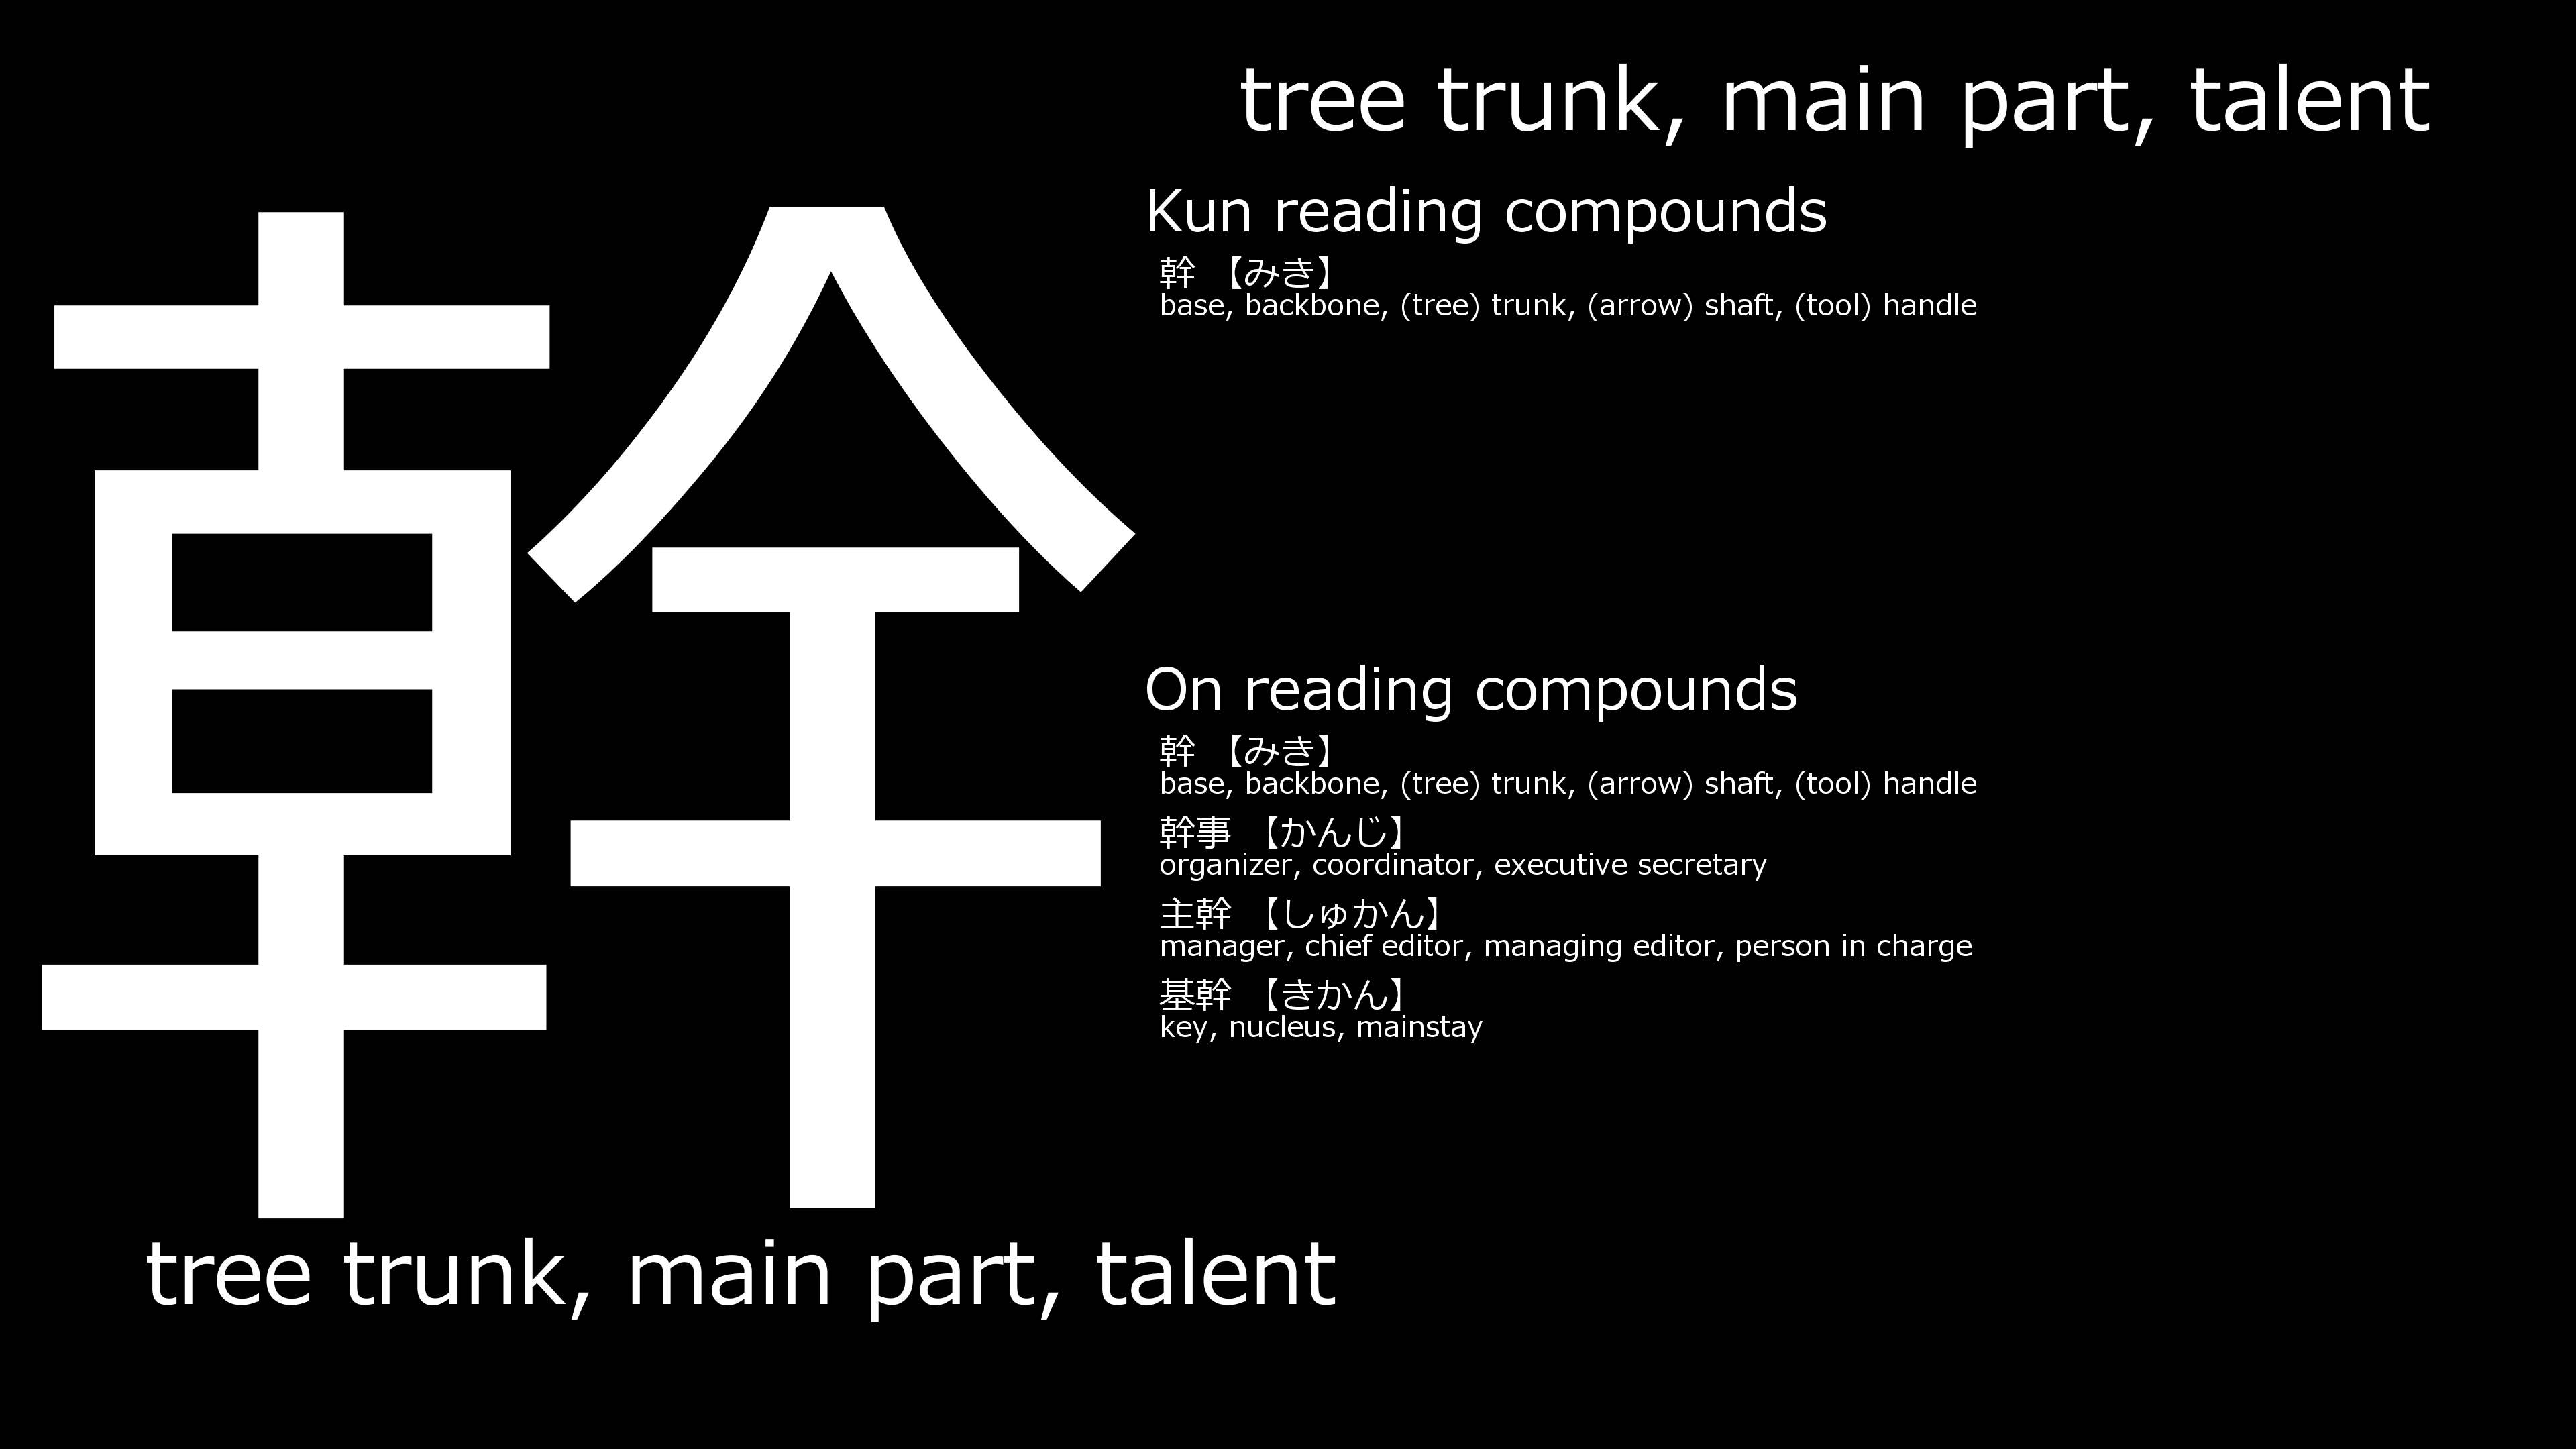 幹
tree trunk, main part, talent
tree trunk, main part, talent
Kun reading compounds
幹 【みき】
base, backbone, (tree) trunk, (arrow) shaft, (tool) handle
On reading compounds
幹 【みき】
base, backbone, (tree) trunk, (arrow) shaft, (tool) handle
幹事 【かんじ】
organizer, coordinator, executive secretary
主幹 【しゅかん】
manager, chief editor, managing editor, person in charge
基幹 【きかん】
key, nucleus, mainstay